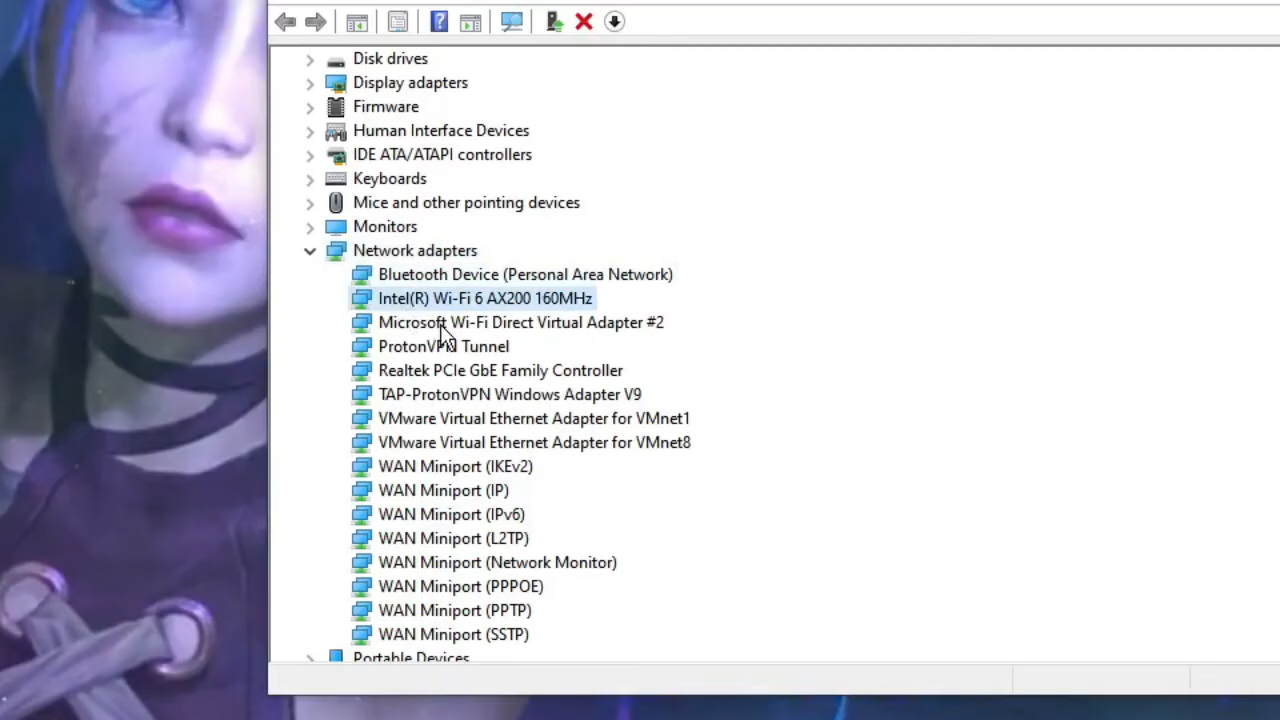 Disk drives
Display adapters
Firmware
Human Interface Devices
IDE ATA/ATAPI controllers
Keyboards
Mice and other pointing devices
Monitors
Network adapters
Bluetooth Device (Personal Area Network)
Intel(R) Wi-Fi 6 AX200 160MHz
Microsoft Wi-Fi Direct Virtual Adapter #2
ProtonVPN Tunnel
Realtek PCIe GbE Family Controller
TAP-ProtonVPN Windows Adapter V9
VMware Virtual Ethernet Adapter for VMnet1
VMware Virtual Ethernet Adapter for VMnet8
WAN Miniport (IKEv2)
WAN Miniport (IP)
WAN Miniport (IPv6)
WAN Miniport (L2TP)
WAN Miniport (Network Monitor)
WAN Miniport (PPPOE)
WAN Miniport (PPTP)
WAN Miniport (SSTP)
Portable Devices